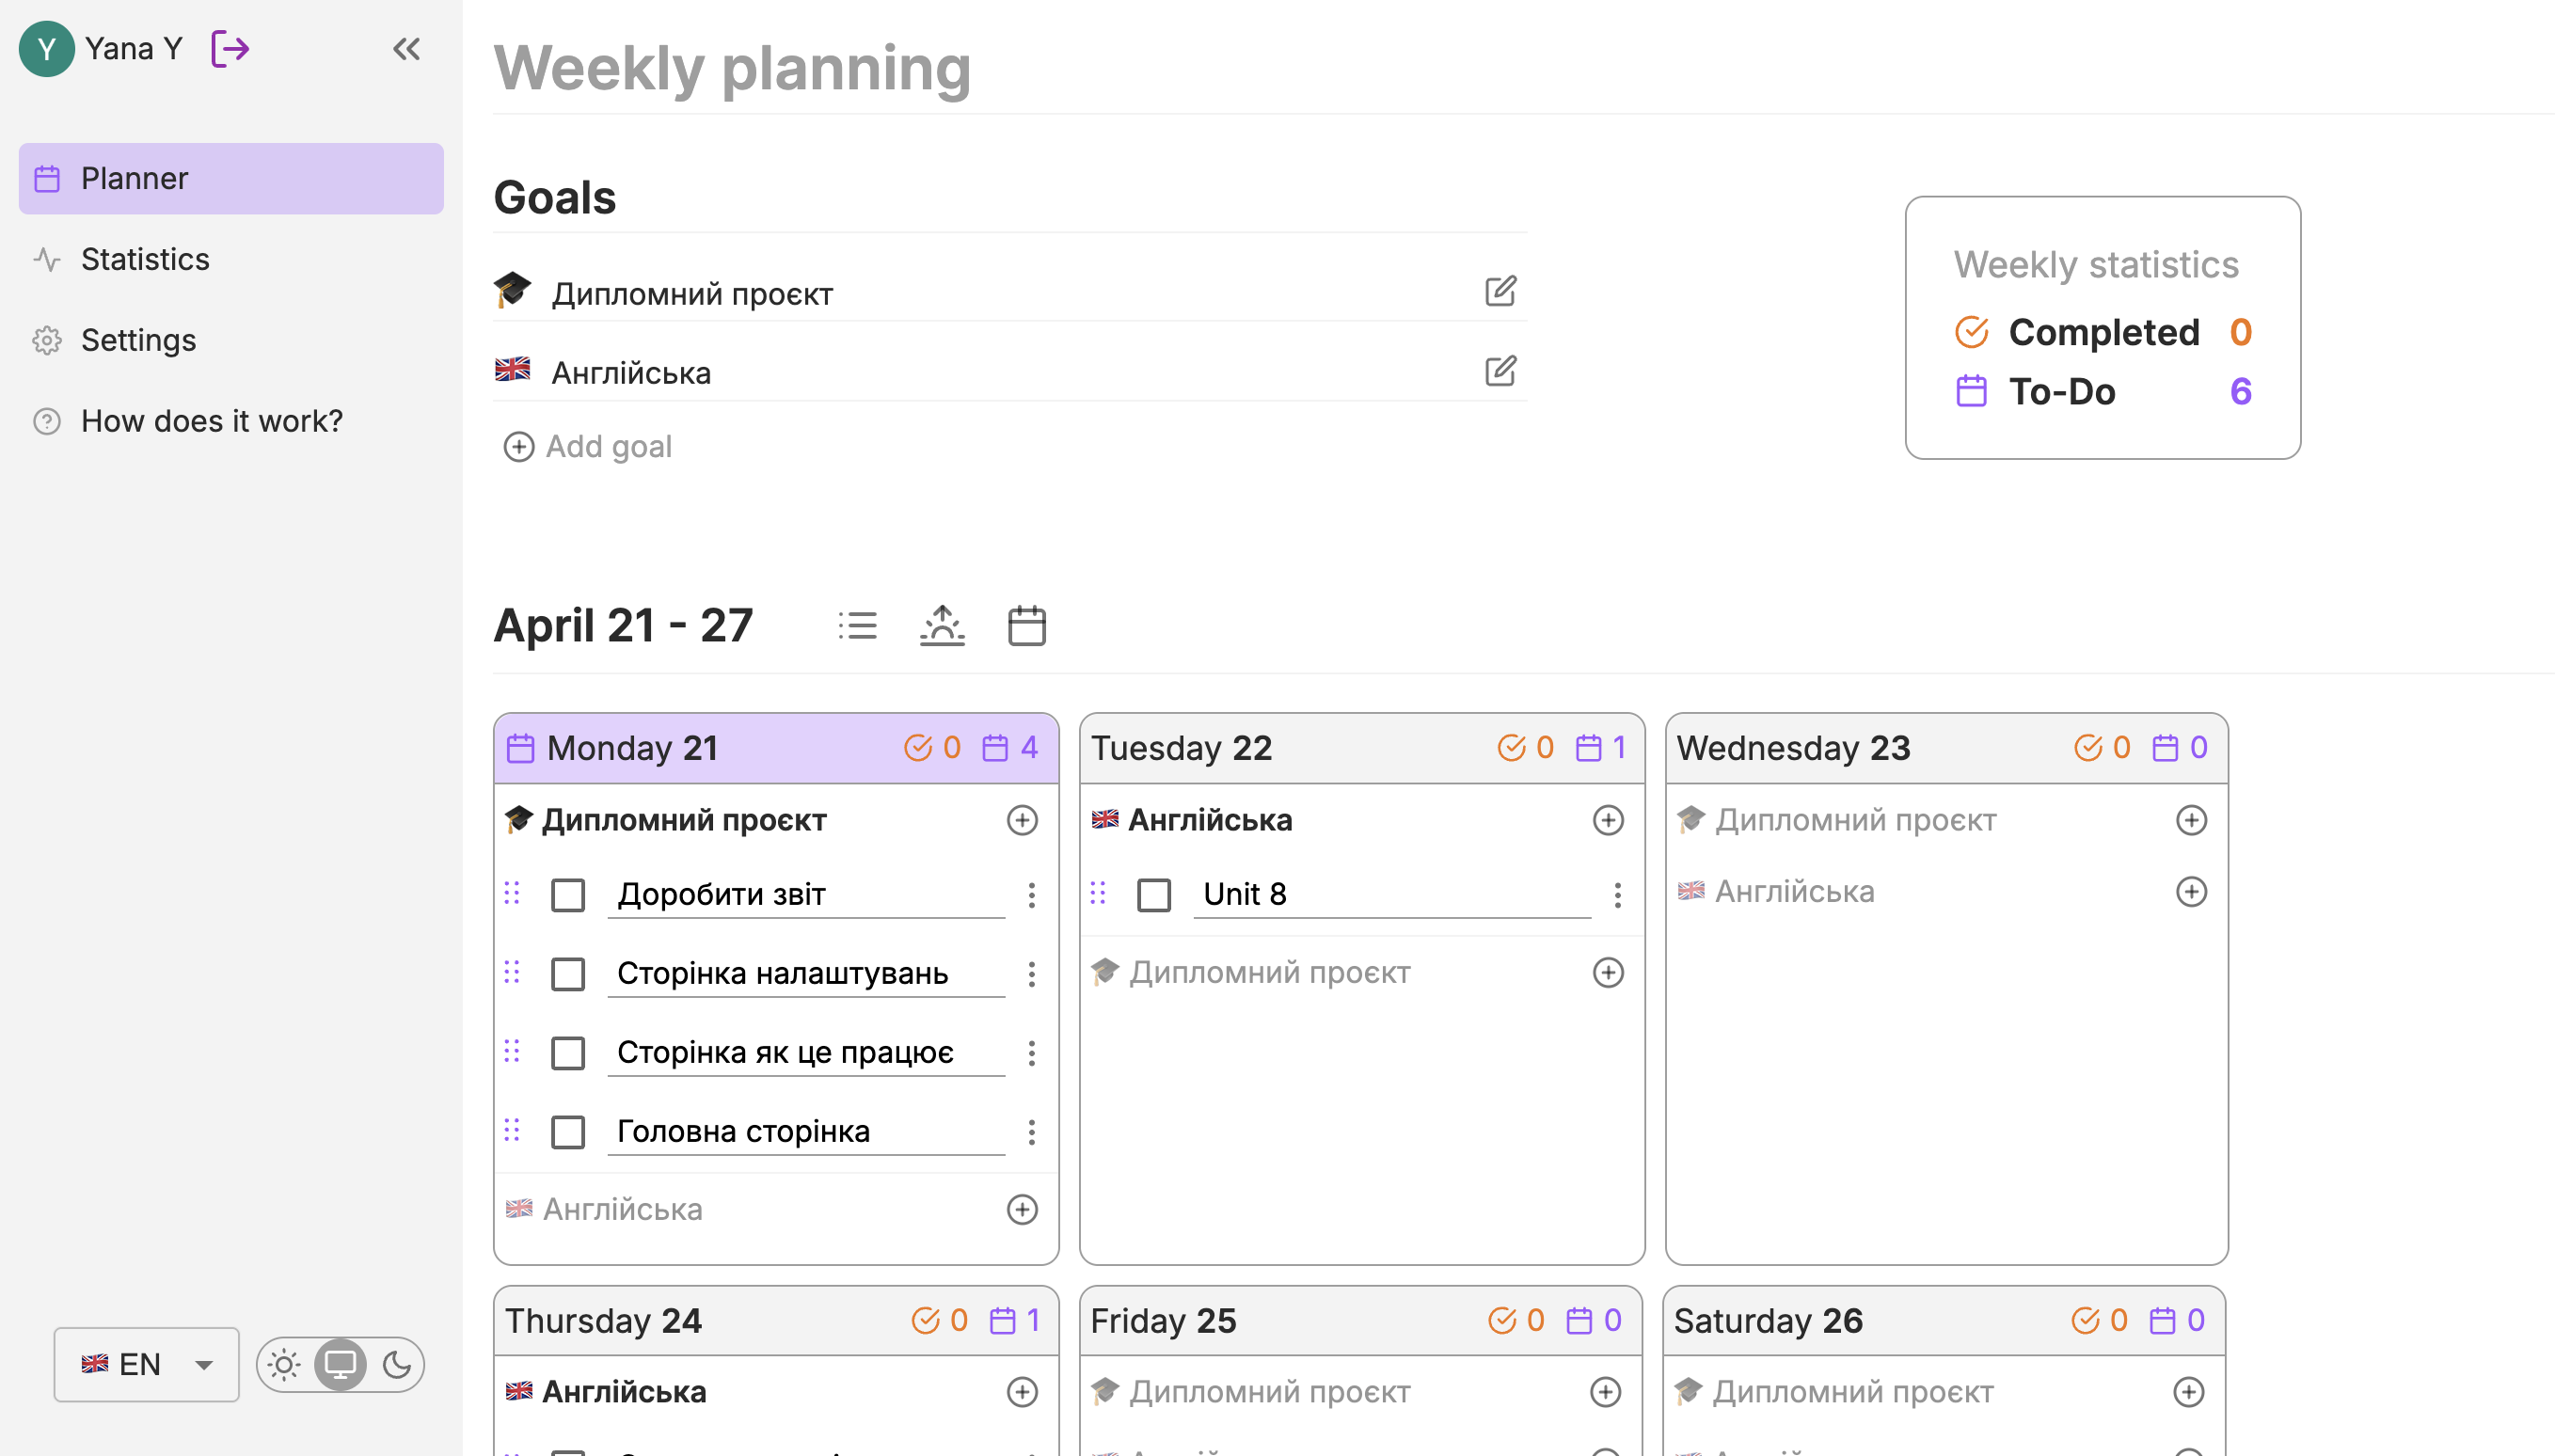 Y Yana Y
Planner
Statistics
Settings
How does it work?
EN
Weekly planning
Goals
Дипломний проєкт
Англійська
Add goal
Weekly statistics
Completed 0
To-Do 6
April 21 - 27
Monday 21 0 4
Дипломний проєкт
Доробити звіт
Сторінка налаштувань
Сторінка як це працює
Головна сторінка
Англійська
Tuesday 22 0 1
Англійська
Unit 8
Дипломний проєкт
Wednesday 23 0 0
Дипломний проєкт
Англійська
Thursday 24 0 1
Англійська
Friday 25 0 0
Дипломний проєкт
Saturday 26 0 0
Дипломний проєкт